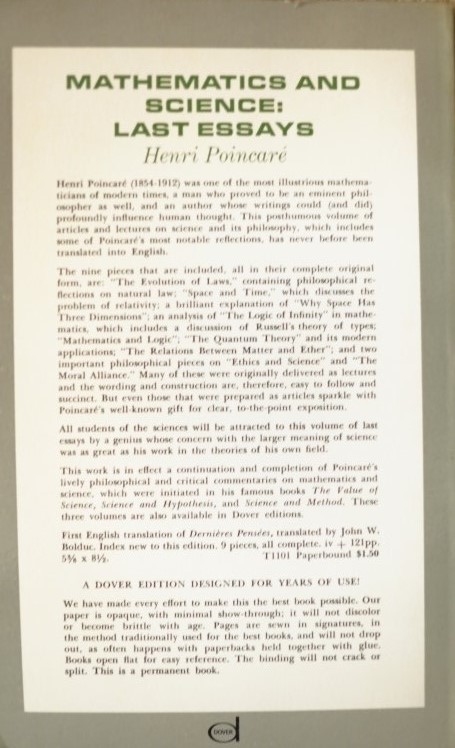 MATHEMATICS AND
SCIENCE:
LAST ESSAYS
Henri Poincaré
Henri Poincaré (1854-1912) was one of the most illustrious mathema-
ticians of modern times, a man who proved to be an eminent phil-
osopher as well, and an author whose writings could (and did)
profoundly influence human thought. This posthumous volume of
articles and lectures on science and its philosophy, which includes
some of Poincaré's most notable reflections, has never before been
translated into English.
The nine pieces that are included, all in their complete original
form, are: "The Evolution of Laws," containing philosophical re-
flections on natural law; "Space and Time," which discusses the
problem of relativity; a brilliant explanation of "Why Space Has
Three Dimensions"; an analysis of "The Logic of Infinity" in mathe-
matics, which includes a discussion of Russell's theory of types;
"Mathematics and Logic"; "The Quantum Theory" and its modern
applications; "The Relations Between Matter and Ether"; and two
important philosophical pieces on "Ethics and Science" and "The
Moral Alliance." Many of these were originally delivered as lectures
and the wording and construction are, therefore, easy to follow and
succinct. But even those that were prepared as articles sparkle with
Poincaré's well-known gift for clear, to-the-point exposition.
All students of the sciences will be attracted to this volume of last
essays by a genius whose concern with the larger meaning of science
was as great as his work in the theories of his own field.
This work is in effect a continuation and completion of Poincaré's
lively philosophical and critical commentaries on mathematics and
science, which were initiated in his famous books The Value of
Science, Science and Hypothesis, and Science and Method. These
three volumes are also available in Dover editions.
First English translation of Dernières Pensées, translated by John W.
Bolduc. Index new to this edition. 9 pieces, all complete. iv + 121pp.
5⅜ x 8½. T1101 Paperbound $1.50
A DOVER EDITION DESIGNED FOR YEARS OF USE!
We have made every effort to make this the best book possible. Our
paper is opaque, with minimal show-through; it will not discolor
or become brittle with age. Pages are sewn in signatures, in
the method traditionally used for the best books, and will not drop
out, as often happens with paperbacks held together with glue.
Books open flat for easy reference. The binding will not crack or
split. This is a permanent book.
DOVER